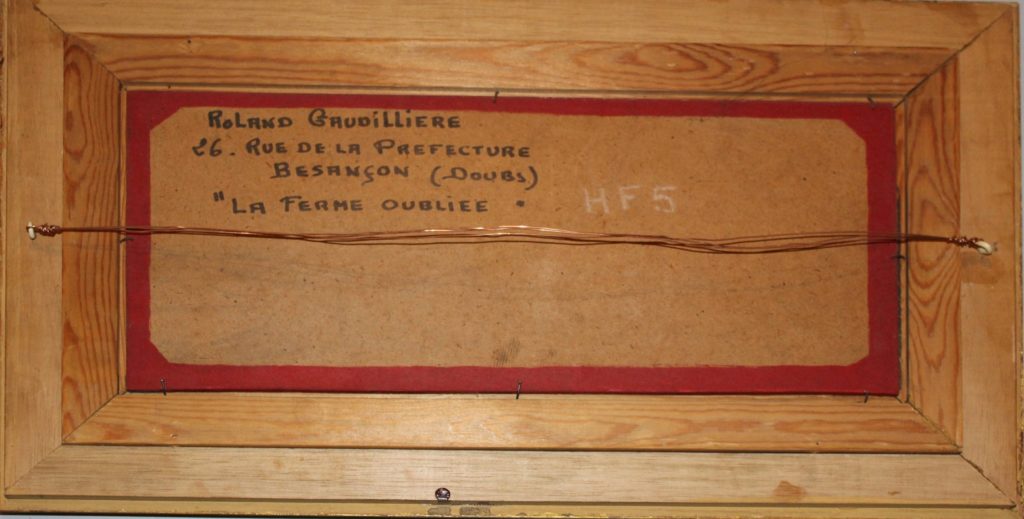 ROLAND GAUDILLIERE
26. RUE DE LA PREFECTURE
BESANÇON (DOUBS)
"LA FERME OUBLIEE • HF5